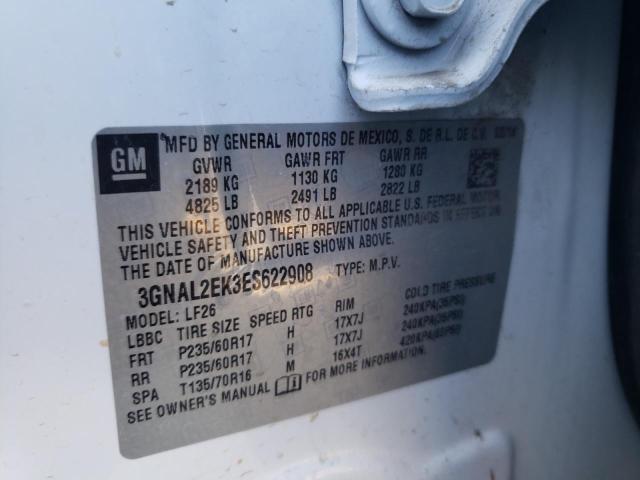 GM
MFD BY GENERAL MOTORS DE MEXICO, S. DE R.L. DE C.V.
GVWR GAWR FRT GAWR RR
2189 KG 1130 KG 1280 KG
4825 LB 2491 LB 2822 LB
THIS VEHICLE CONFORMS TO ALL APPLICABLE U.S. FEDERAL MOTOR
VEHICLE SAFETY AND THEFT PREVENTION STANDARDS IN EFFECT ON
THE DATE OF MANUFACTURE SHOWN ABOVE.
3GNAL2EK3ES622908 TYPE: M.P.V.
MODEL: LF26
LBBC TIRE SIZE SPEED RTG RIM COLD TIRE PRESSURE
FRT P235/60R17 H 17X7J 240KPA(35PSI)
RR P235/60R17 H 17X7J 240KPA(35PSI)
SPA T135/70R16 M 16X4T 420KPA(60PSI)
SEE OWNER'S MANUAL FOR MORE INFORMATION.